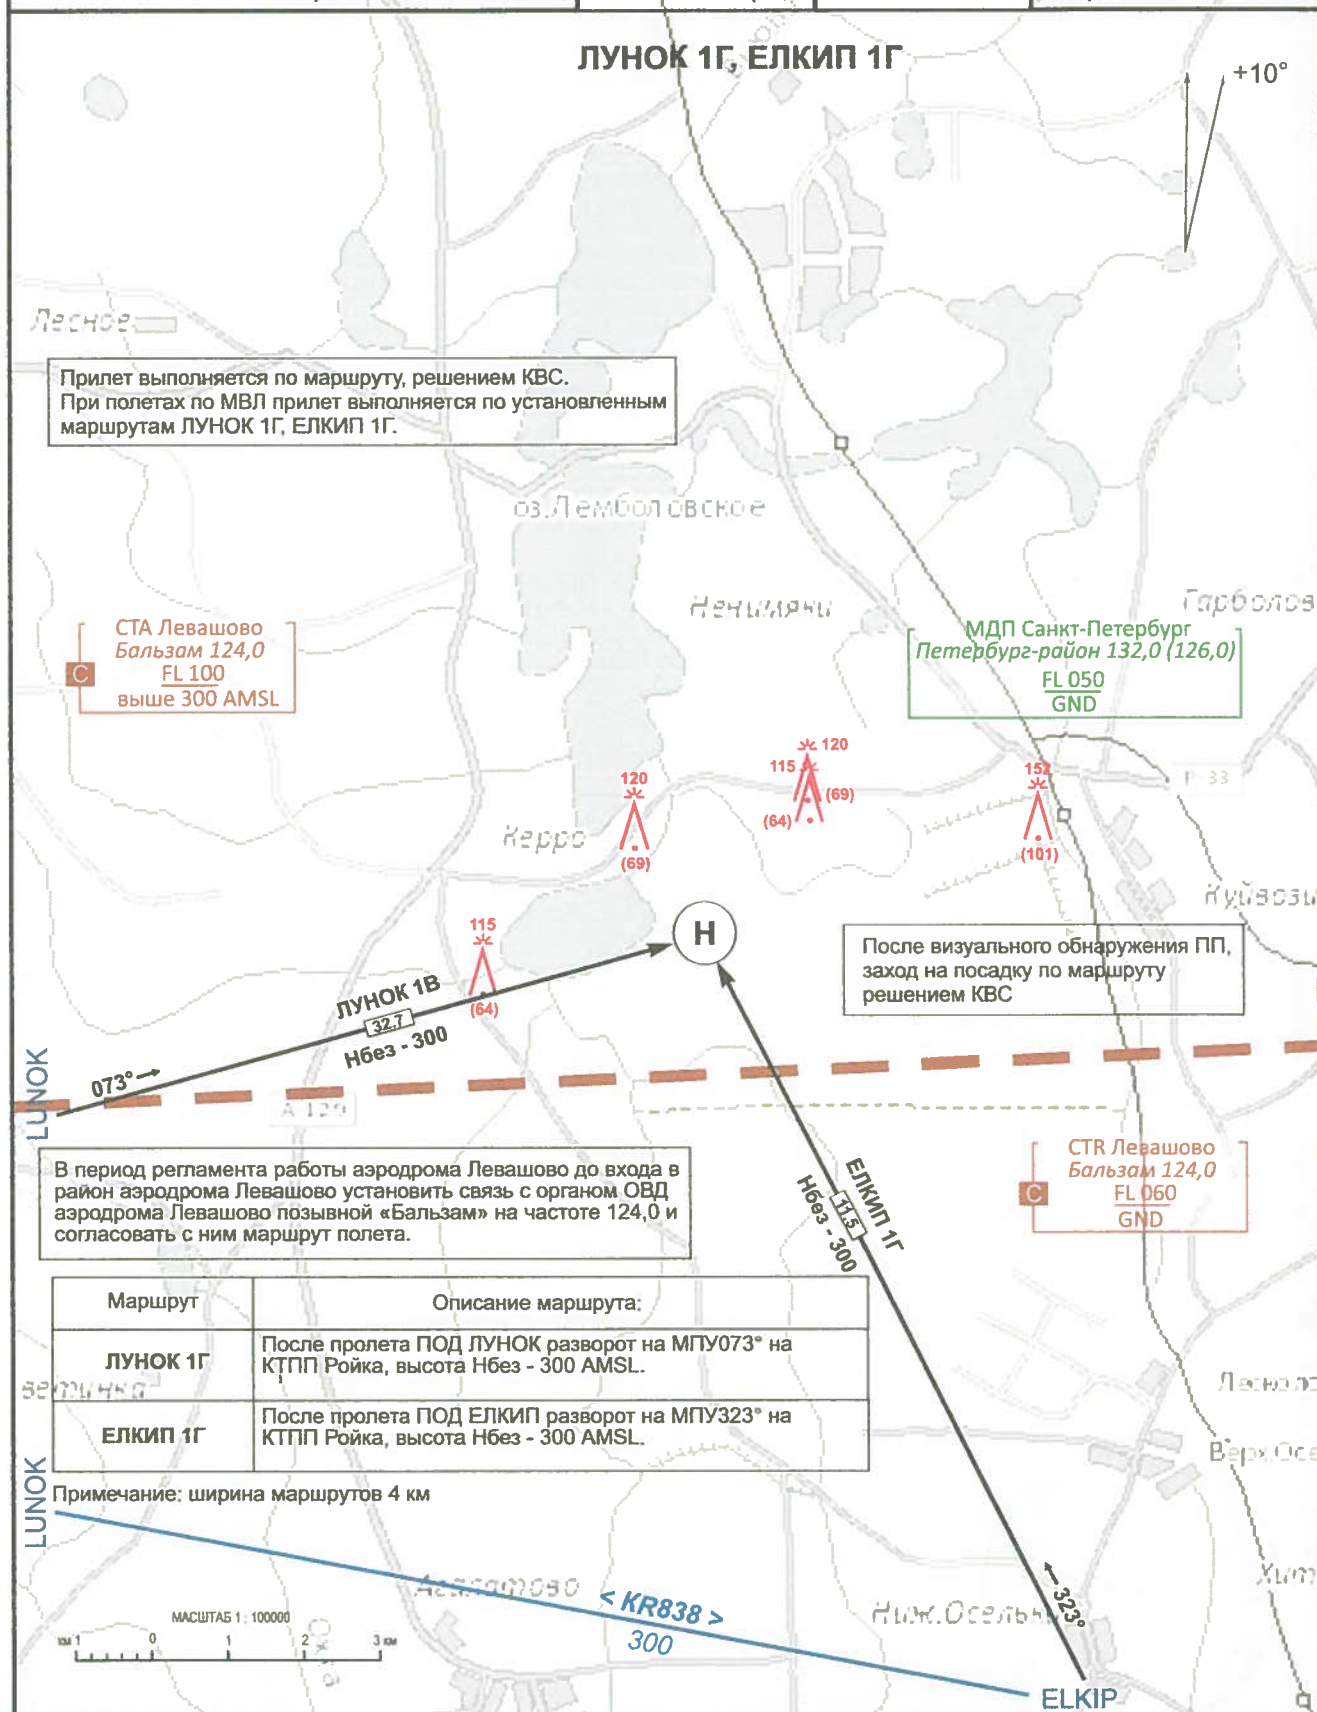 ЛУНОК 1Г, ЕЛКИП 1Г
+10°
Лесное
Прилет выполняется по маршруту, решением КВС.
При полетах по МВЛ прилет выполняется по установленным
маршрутам ЛУНОК 1Г, ЕЛКИП 1Г.
оз.Лемболовское
Ненимяки
Гарболов
СТА Левашово
Бальзам 124,0
C
FL 100
выше 300 AMSL
МДП Санкт-Петербург
Петербург-район 132,0 (126,0)
FL 050
GND
120
115
(69)
(64)
120
(69)
152
(101)
Р 33
Керро
Куйвози
115
(64)
H
После визуального обнаружения ПП,
заход на посадку по маршруту
решением КВС
ЛУНОК 1В
32,7
Нбез - 300
073°
LUNOK
А 129
В период регламента работы аэродрома Левашово до входа в
район аэродрома Левашово установить связь с органом ОВД
аэродрома Левашово позывной «Бальзам» на частоте 124,0 и
согласовать с ним маршрут полета.
CTR Левашово
Бальзам 124,0
C
FL 060
GND
ЕЛКИП 1Г
11,5
Нбез - 300
Маршрут
Описание маршрута:
ЛУНОК 1Г
После пролета ПОД ЛУНОК разворот на МПУ073° на
КТПП Ройка, высота Нбез - 300 AMSL.
ЕЛКИП 1Г
После пролета ПОД ЕЛКИП разворот на МПУ323° на
КТПП Ройка, высота Нбез - 300 AMSL.
Верх.Осе
LUNOK
Примечание: ширина маршрутов 4 км
Агалатово
< KR838 >
300
Ниж.Осельки
323°
МАСШТАБ 1 : 100000
км 1 0 1 2 3 км
ELKIP